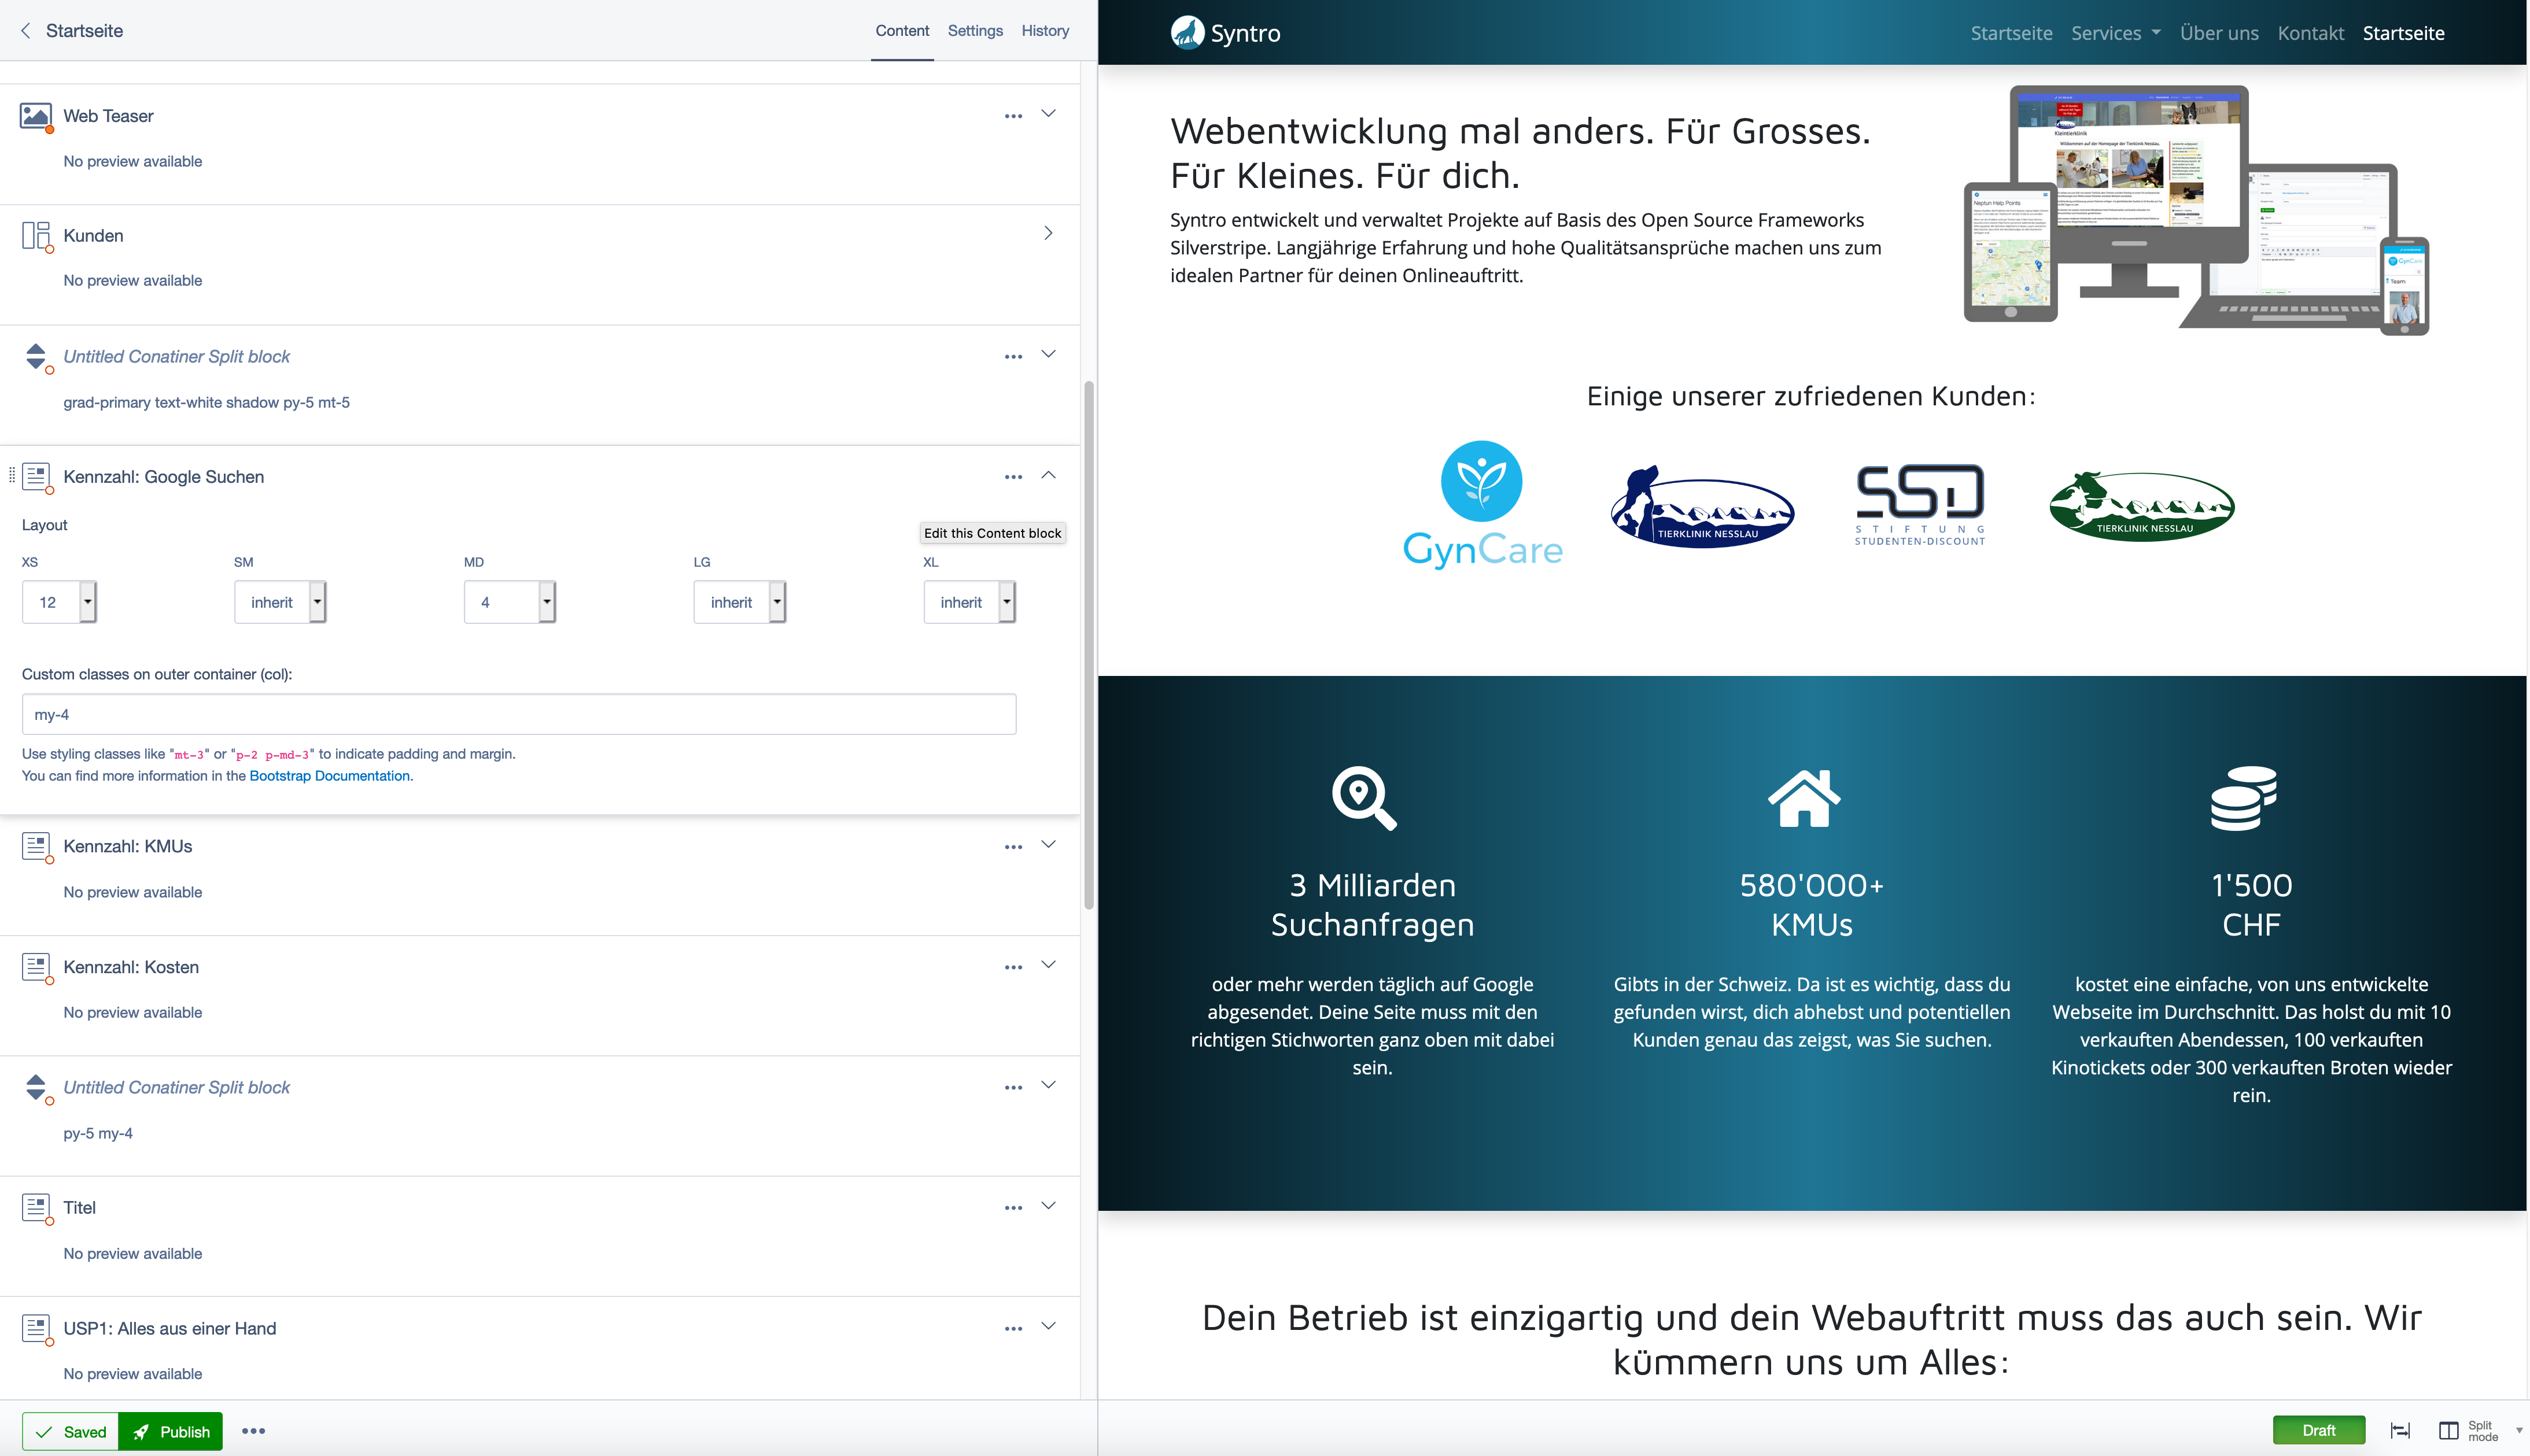 Startseite
Content Settings History
Web Teaser
No preview available
Kunden
No preview available
Untitled Conatiner Split block
grad-primary text-white shadow py-5 mt-5
Kennzahl: Google Suchen
Layout
Edit this Content block
XS SM MD LG XL
12 inherit 4 inherit inherit
Custom classes on outer container (col):
my-4
Use styling classes like "mt-3" or "p-2 p-md-3" to indicate padding and margin.
You can find more information in the Bootstrap Documentation.
Kennzahl: KMUs
No preview available
Kennzahl: Kosten
No preview available
Untitled Conatiner Split block
py-5 my-4
Titel
No preview available
USP1: Alles aus einer Hand
No preview available
Saved Publish
Syntro
Startseite Services Über uns Kontakt Startseite
Webentwicklung mal anders. Für Grosses.
Für Kleines. Für dich.
Syntro entwickelt und verwaltet Projekte auf Basis des Open Source Frameworks
Silverstripe. Langjährige Erfahrung und hohe Qualitätsansprüche machen uns zum
idealen Partner für deinen Onlineauftritt.
Kleintierklinik
Willkommen auf der Homepage der Tierklinik Nesslau.
Neptun Help Points
GynCare
Team
Einige unserer zufriedenen Kunden:
GynCare
TIERKLINIK NESSLAU
SSD
STIFTUNG
STUDENTEN-DISCOUNT
TIERKLINIK NESSLAU
3 Milliarden
Suchanfragen
oder mehr werden täglich auf Google
abgesendet. Deine Seite muss mit den
richtigen Stichworten ganz oben mit dabei
sein.
580'000+
KMUs
Gibts in der Schweiz. Da ist es wichtig, dass du
gefunden wirst, dich abhebst und potentiellen
Kunden genau das zeigst, was Sie suchen.
1'500
CHF
kostet eine einfache, von uns entwickelte
Webseite im Durchschnitt. Das holst du mit 10
verkauften Abendessen, 100 verkauften
Kinotickets oder 300 verkauften Broten wieder
rein.
Dein Betrieb ist einzigartig und dein Webauftritt muss das auch sein. Wir
kümmern uns um Alles:
Draft
Split
mode